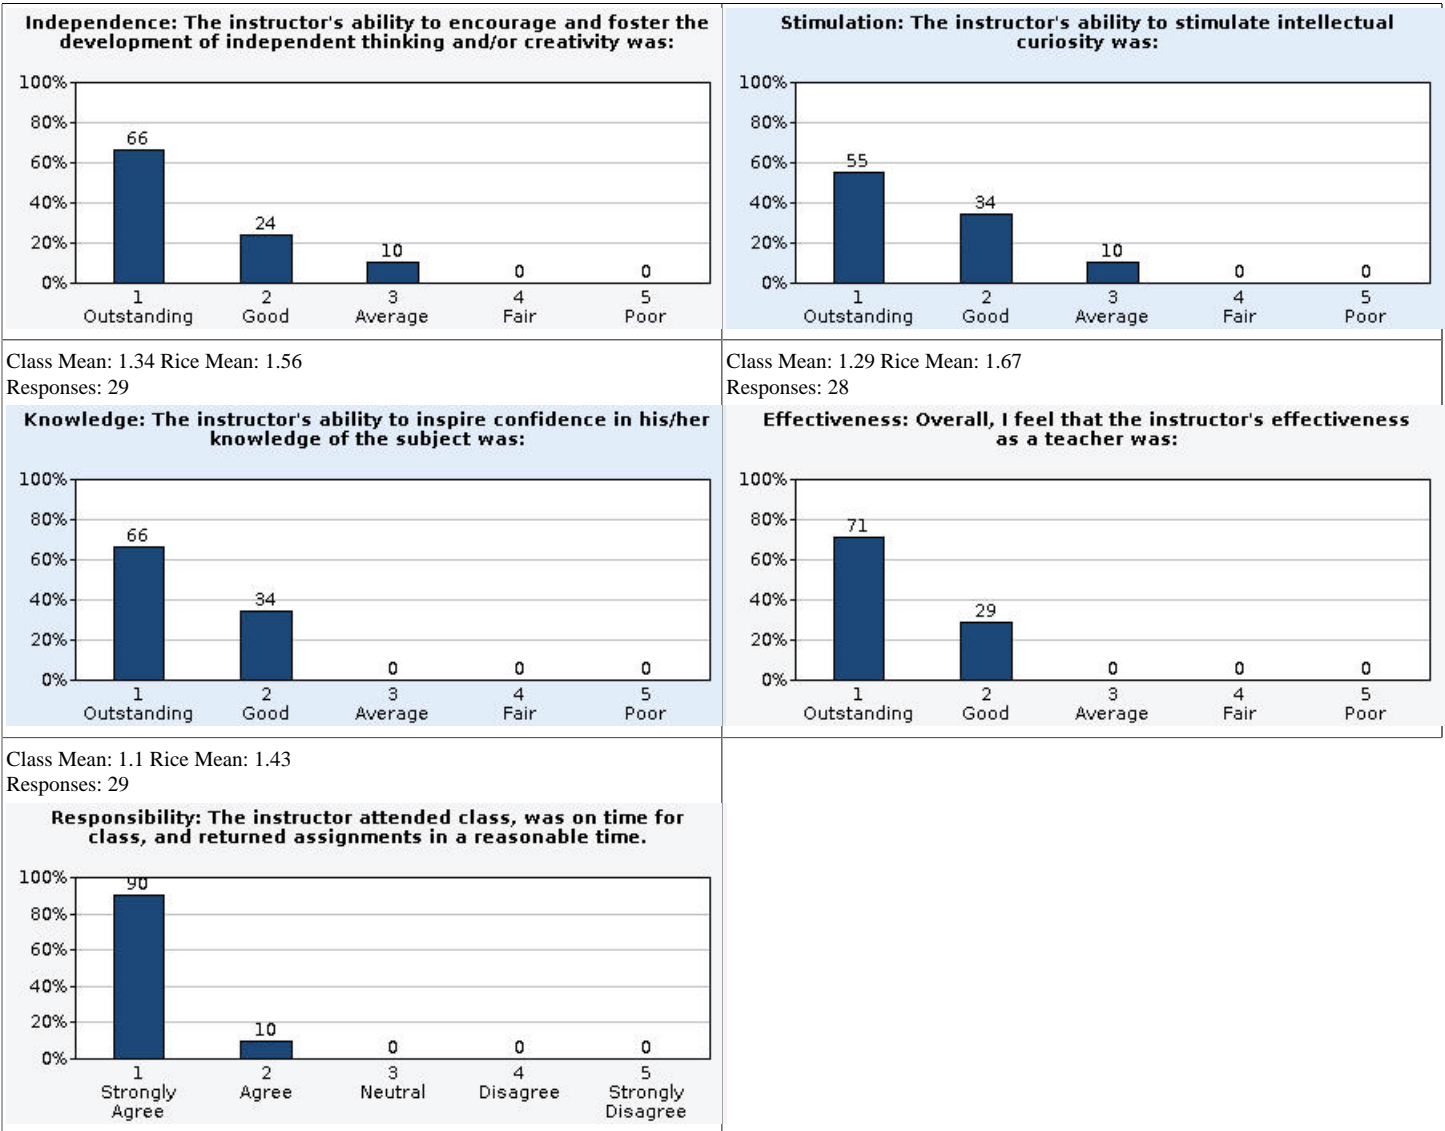 Independence: The instructor's ability to encourage and foster the
development of independent thinking and/or creativity was:
100%
80%
60%
40%
20%
0%
66
24
10
0
0
1
2
3
4
5
Outstanding
Good
Average
Fair
Poor
Stimulation: The instructor's ability to stimulate intellectual
curiosity was:
100%
80%
60%
40%
20%
0%
55
34
10
0
0
1
2
3
4
5
Outstanding
Good
Average
Fair
Poor
Class Mean: 1.34 Rice Mean: 1.56
Responses: 29
Class Mean: 1.29 Rice Mean: 1.67
Responses: 28
Knowledge: The instructor's ability to inspire confidence in his/her
knowledge of the subject was:
100%
80%
60%
40%
20%
0%
66
34
0
0
0
1
2
3
4
5
Outstanding
Good
Average
Fair
Poor
Effectiveness: Overall, I feel that the instructor's effectiveness
as a teacher was:
100%
80%
60%
40%
20%
0%
71
29
0
0
0
1
2
3
4
5
Outstanding
Good
Average
Fair
Poor
Class Mean: 1.1 Rice Mean: 1.43
Responses: 29
Responsibility: The instructor attended class, was on time for
class, and returned assignments in a reasonable time.
100%
80%
60%
40%
20%
0%
90
10
0
0
0
1
2
3
4
5
Strongly
Agree
Agree
Neutral
Disagree
Strongly
Disagree